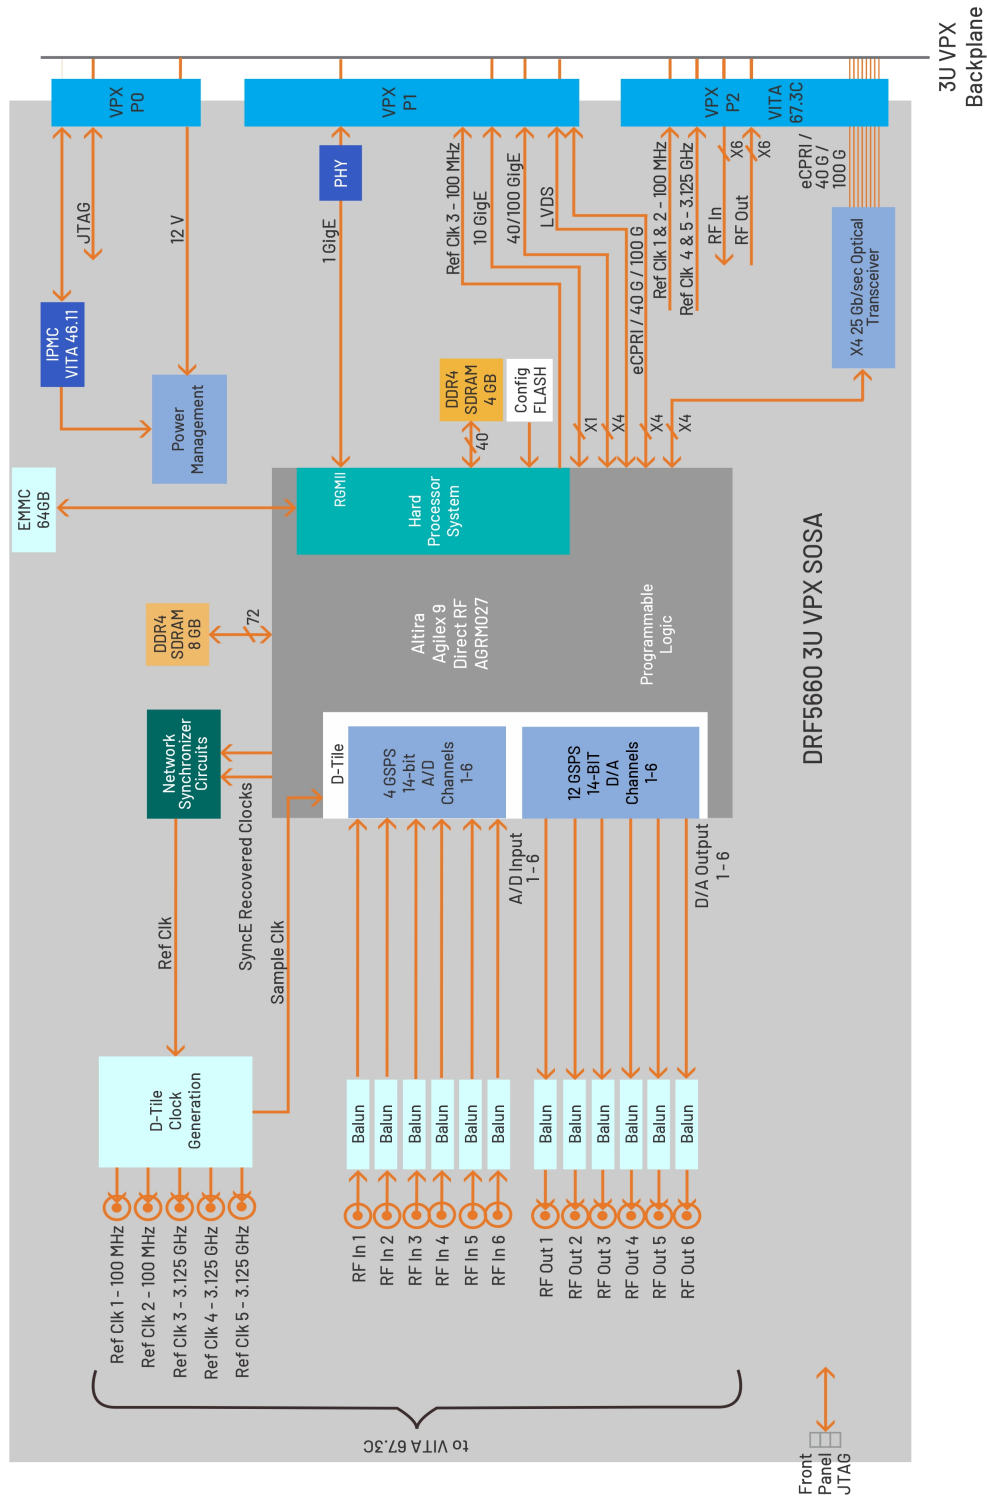 3U VPX
Backplane
VPX
P0
VPX
P1
VPX
P2
VITA
67.3C
JTAG
12 V
PHY
1 GigE
Ref Clk 3 - 100 MHz
10 GigE
40/100 GigE
LVDS
eCPRI / 40 G / 100 G
Ref Clk 1 & 2 - 100 MHz
Ref Clk 4 & 5 - 3.125 GHz
RF In
X6
RF Out
X6
eCPRI /
40 G /
100 G
IPMC
VITA 46.11
Power
Management
X4 25 Gb/sec Optical
Transceiver
DDR4
SDRAM
4 GB
40
Config
FLASH
X1
X4
X4
X4
EMMC
64GB
RGMII
Hard
Processor
System
DDR4
SDRAM
8 GB
72
Altira
Agilex 9
Direct RF
AGRM027
Programmable
Logic
DRF5660 3U VPX SOSA
Network
Synchronizer
Circuits
D-Tile
4 GSPS
14-bit
A/D
Channels
1-6
12 GSPS
14-BIT
D/A
Channels
1-6
Ref Clk
SyncE Recovered Clocks
Sample Clk
A/D Input
1 - 6
D/A Output
1 - 6
D-Tile
Clock
Generation
Balun
Balun
Balun
Balun
Balun
Balun
Balun
Balun
Balun
Balun
Balun
Balun
Ref Clk 1 - 100 MHz
Ref Clk 2 - 100 MHz
Ref Clk 3 - 3.125 GHz
Ref Clk 4 - 3.125 GHz
Ref Clk 5 - 3.125 GHz
RF In 1
RF In 2
RF In 3
RF In 4
RF In 5
RF In 6
RF Out 1
RF Out 2
RF Out 3
RF Out 4
RF Out 5
RF Out 6
to VITA 67.3C
Front
Panel
JTAG